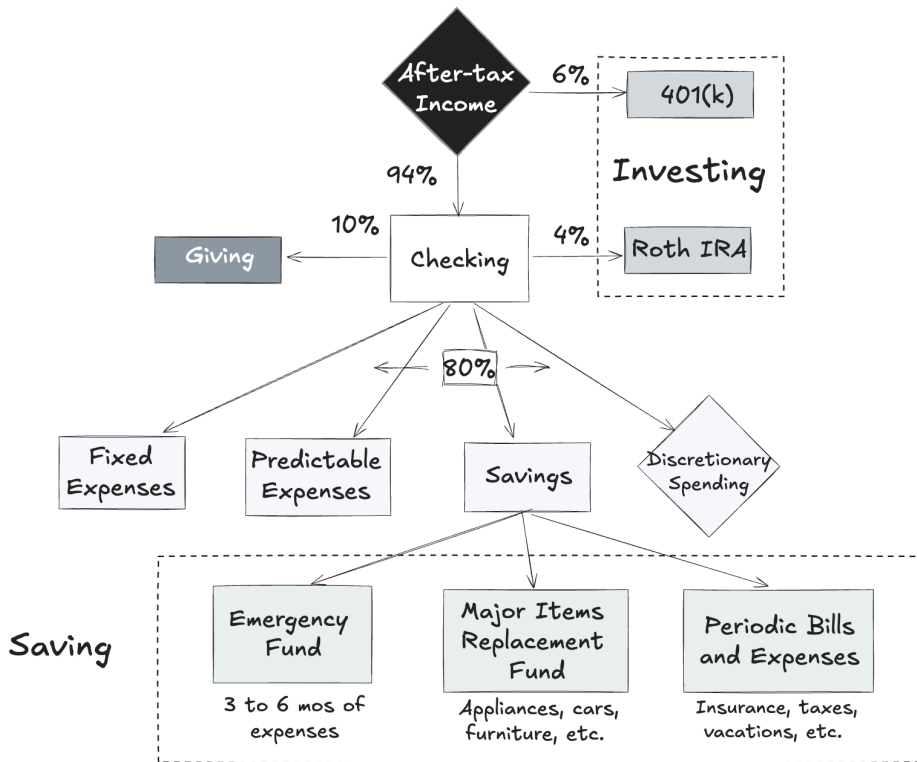 After-tax
Income
6%
401(k)
Investing
94%
10%
4%
Giving
Checking
Roth IRA
80%
Fixed
Expenses
Predictable
Expenses
Savings
Discretionary
Spending
Saving
Emergency
Fund
Major Items
Replacement
Fund
Periodic Bills
and Expenses
3 to 6 mos of
expenses
Appliances, cars,
furniture, etc.
Insurance, taxes,
vacations, etc.